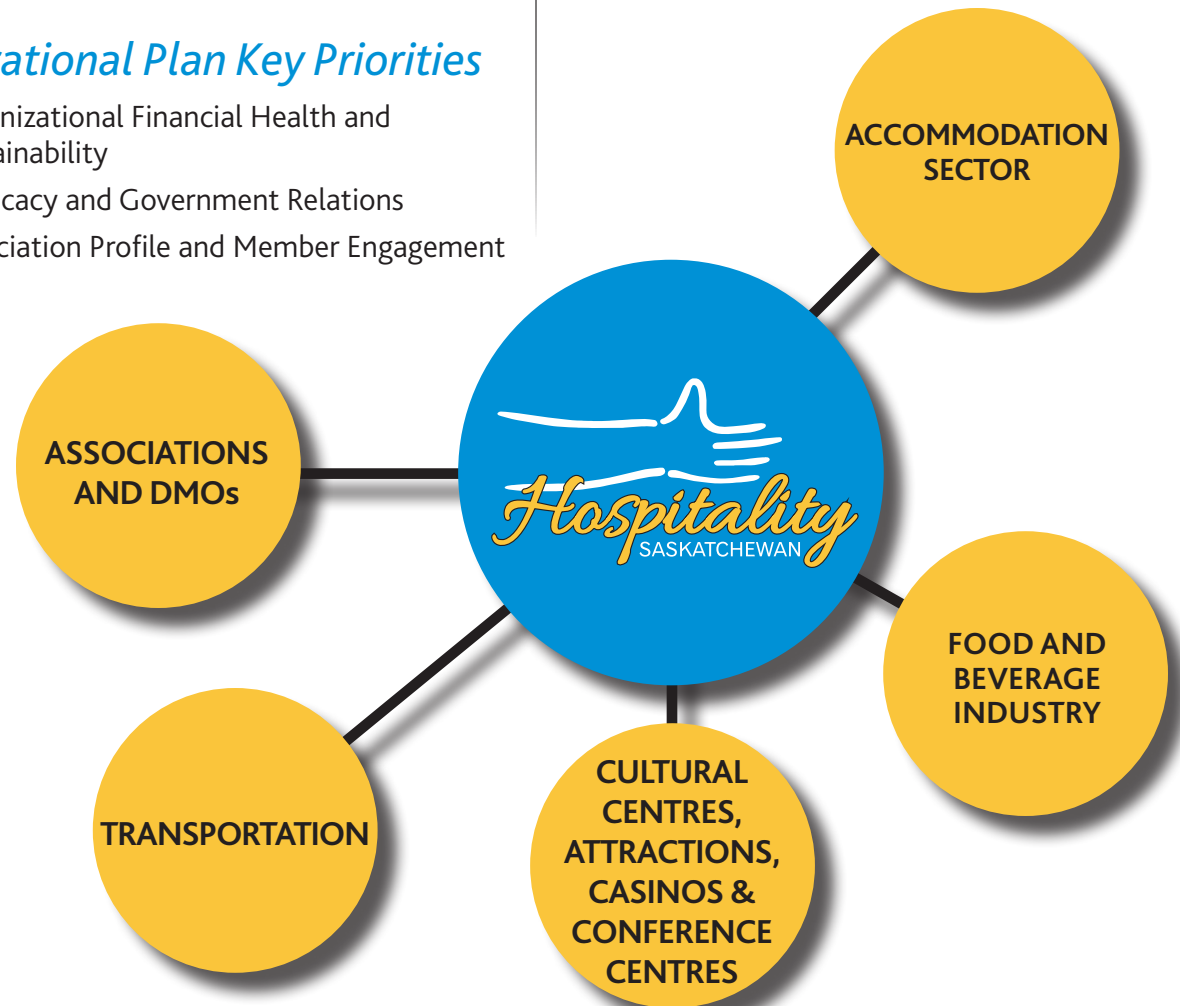 ational Plan Key Priorities
nizational Financial Health and
ainability
cacy and Government Relations
ciation Profile and Member Engagement
ACCOMMODATION
SECTOR
ASSOCIATIONS
AND DMOs
Hospitality
SASKATCHEWAN
FOOD AND
BEVERAGE
INDUSTRY
TRANSPORTATION
CULTURAL
CENTRES,
ATTRACTIONS,
CASINOS &
CONFERENCE
CENTRES